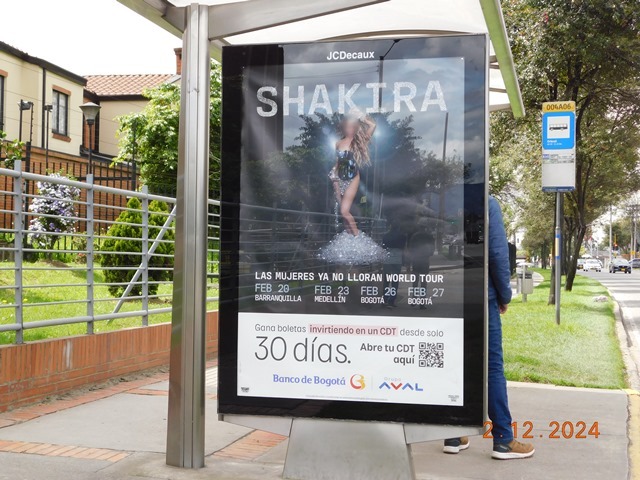 JCDecaux
SHAKIRA
004A06
LAS MUJERES YA NO LLORAN WORLD TOUR
FEB 20 FEB 23 FEB 26 FEB 27
BARRANQUILLA MEDELLÍN BOGOTÁ BOGOTÁ
Gana boletas invirtiendo en un CDT desde solo
30 días.
Abre tu CDT
aquí
Banco de Bogotá AVAL
2.12.2024